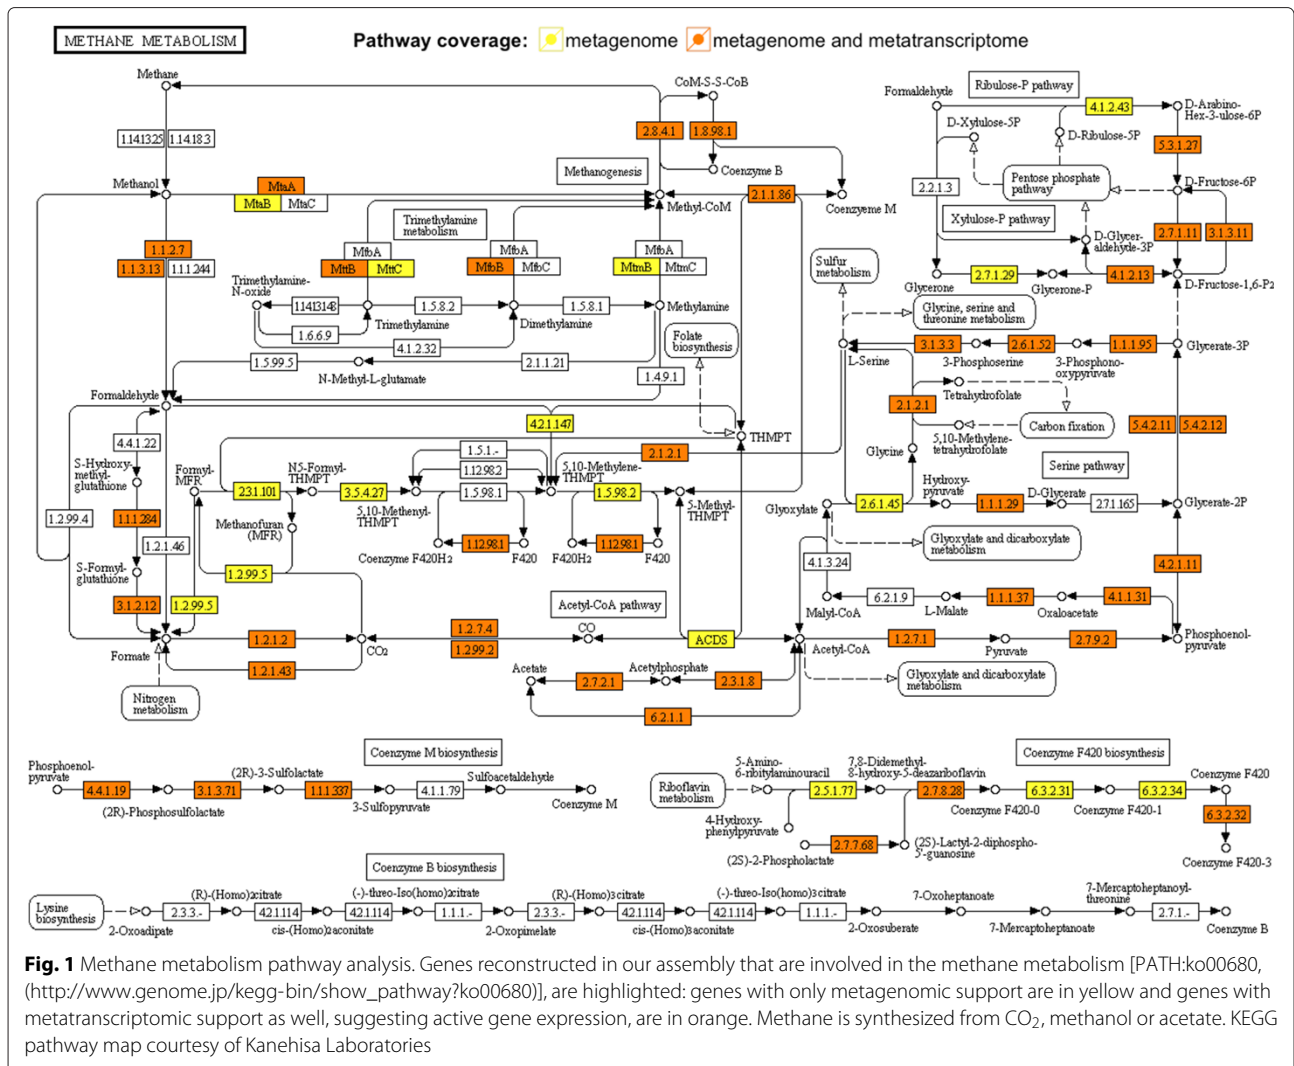 METHANE METABOLISM
Pathway coverage: metagenome metagenome and metatranscriptome
Methane
1.14.13.25 1.14.18.3
Methanol
MtaA
MtaB MtaC
1.1.2.7
1.1.3.13 1.1.1.244
CoM-S-S-CoB
2.8.4.1 1.8.98.1
Coenzyme B
Methanogenesis
Methyl-CoM
2.1.1.86
Coenzyeme M
Trimethylamine
metabolism
MtbA
MttB MttC
MtbA
MtbB MtbC
MtbA
MtmB MtmC
Trimethylamine-
N-oxide
1.14.13.148
1.6.6.9
Trimethylamine
1.5.8.2
Dimethylamine
1.5.8.1
Methylamine
4.1.2.32
1.5.99.5
N-Methyl-L-glutamate
2.1.1.21
1.4.9.1
Folate
biosynthesis
Formaldehyde
Ribulose-P pathway
Formaldehyde
4.1.2.43
D-Arabino-
Hex-3-ulose-6P
D-Xylulose-5P
D-Ribulose-5P
5.3.1.27
Pentose phosphate
pathway
D-Fructose-6P
2.2.1.3
Xylulose-P pathway
D-Glycer-
aldehyde-3P
2.7.1.11 3.1.3.11
Glycerone
2.7.1.29
Glycerone-P
4.1.2.13
D-Fructose-1,6-P2
Sulfur
metabolism
Glycine, serine and
threonine metabolism
L-Serine
3.1.3.3
3-Phosphoserine
2.6.1.52
3-Phosphono-
oxypyruvate
1.1.1.95
Glycerate-3P
Tetrahydrofolate
2.1.2.1
Carbon fixation
5,10-Methylene-
tetrahydrofolate
5.4.2.11 5.4.2.12
Glycine
Serine pathway
Hydroxy-
pyruvate
D-Glycerate
Glyoxylate
2.6.1.45
1.1.1.29
2.7.1.165
Glycerate-2P
Glyoxylate and dicarboxylate
metabolism
4.1.3.24
4.2.1.11
Malyl-CoA
6.2.1.9
L-Malate
1.1.1.37
Oxaloacetate
4.1.1.31
Acetyl-CoA
1.2.7.1
Pyruvate
2.7.9.2
Phosphoenol-
pyruvate
Glyoxylate and dicarboxylate
metabolism
4.4.1.22
S-Hydroxy-
methyl-
glutathione
1.2.99.4
1.1.1.284
1.2.1.46
S-Formyl-
glutathione
3.1.2.12
1.2.99.5
Formate
Nitrogen
metabolism
Formyl-
MFR
2.3.1.101
N5-Formyl-
THMPT
3.5.4.27
5,10-Methenyl-
THMPT
Methanofuran
(MFR)
1.2.99.5
4.2.1.147
THMPT
2.1.2.1
1.5.1.-
1.12.98.2
1.5.98.1
5,10-Methylene-
THMPT
1.5.98.2
5-Methyl-
THMPT
Coenzyme F420H2
1.12.98.1
F420
F420H2
1.12.98.1
F420
Acetyl-CoA pathway
1.2.1.2
CO2
1.2.1.43
1.2.7.4
1.2.99.2
CO
ACDS
Acetate
2.7.2.1
Acetylphosphate
2.3.1.8
6.2.1.1
Coenzyme M biosynthesis
Phosphoenol-
pyruvate
4.4.1.19
(2R)-Phosphosulfolactate
3.1.3.71
(2R)-3-Sulfolactate
1.1.1.337
3-Sulfopyruvate
4.1.1.79
Sulfoacetaldehyde
Coenzyme M
Coenzyme F420 biosynthesis
Riboflavin
metabolism
5-Amino-
6-ribitylaminouracil
2.5.1.77
7,8-Didemethyl-
8-hydroxy-5-deazariboflavin
2.7.8.28
Coenzyme F420-0
6.3.2.31
Coenzyme F420-1
6.3.2.34
Coenzyme F420
6.3.2.32
Coenzyme F420-3
4-Hydroxy-
phenylpyruvate
(2S)-2-Phospholactate
2.7.7.68
(2S)-Lactyl-2-diphospho-
5'-guanosine
Coenzyme B biosynthesis
Lysine
biosynthesis
2-Oxoadipate
2.3.3.-
(R)-(Homo)2citrate
4.2.1.114
cis-(Homo)2aconitate
4.2.1.114
(-)-threo-Iso(homo)2citrate
1.1.1.-
2-Oxopimelate
2.3.3.-
(R)-(Homo)3citrate
4.2.1.114
cis-(Homo)3aconitate
4.2.1.114
(-)-threo-Iso(homo)3citrate
1.1.1.-
2-Oxosuberate
7-Oxoheptanoate
7-Mercaptoheptanoate
7-Mercaptoheptanoyl-
threonine
2.7.1.-
Coenzyme B
Fig. 1 Methane metabolism pathway analysis. Genes reconstructed in our assembly that are involved in the methane metabolism [PATH:ko00680,
(http://www.genome.jp/kegg-bin/show_pathway?ko00680)], are highlighted: genes with only metagenomic support are in yellow and genes with
metatranscriptomic support as well, suggesting active gene expression, are in orange. Methane is synthesized from CO2, methanol or acetate. KEGG
pathway map courtesy of Kanehisa Laboratories